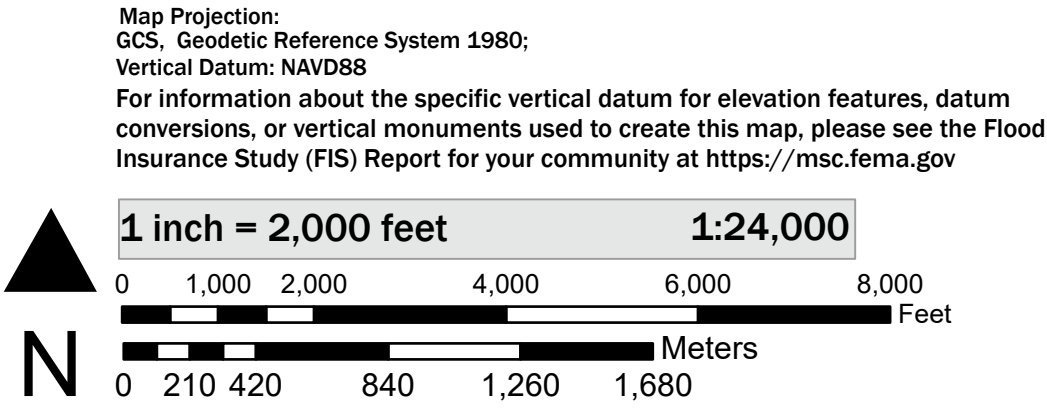 Map Projection:
GCS, Geodetic Reference System 1980;
Vertical Datum: NAVD88
For information about the specific vertical datum for elevation features, datum
conversions, or vertical monuments used to create this map, please see the Flood
Insurance Study (FIS) Report for your community at https://msc.fema.gov
1 inch = 2,000 feet 1:24,000
0 1,000 2,000 4,000 6,000 8,000
Feet
N
Meters
0 210 420 840 1,260 1,680